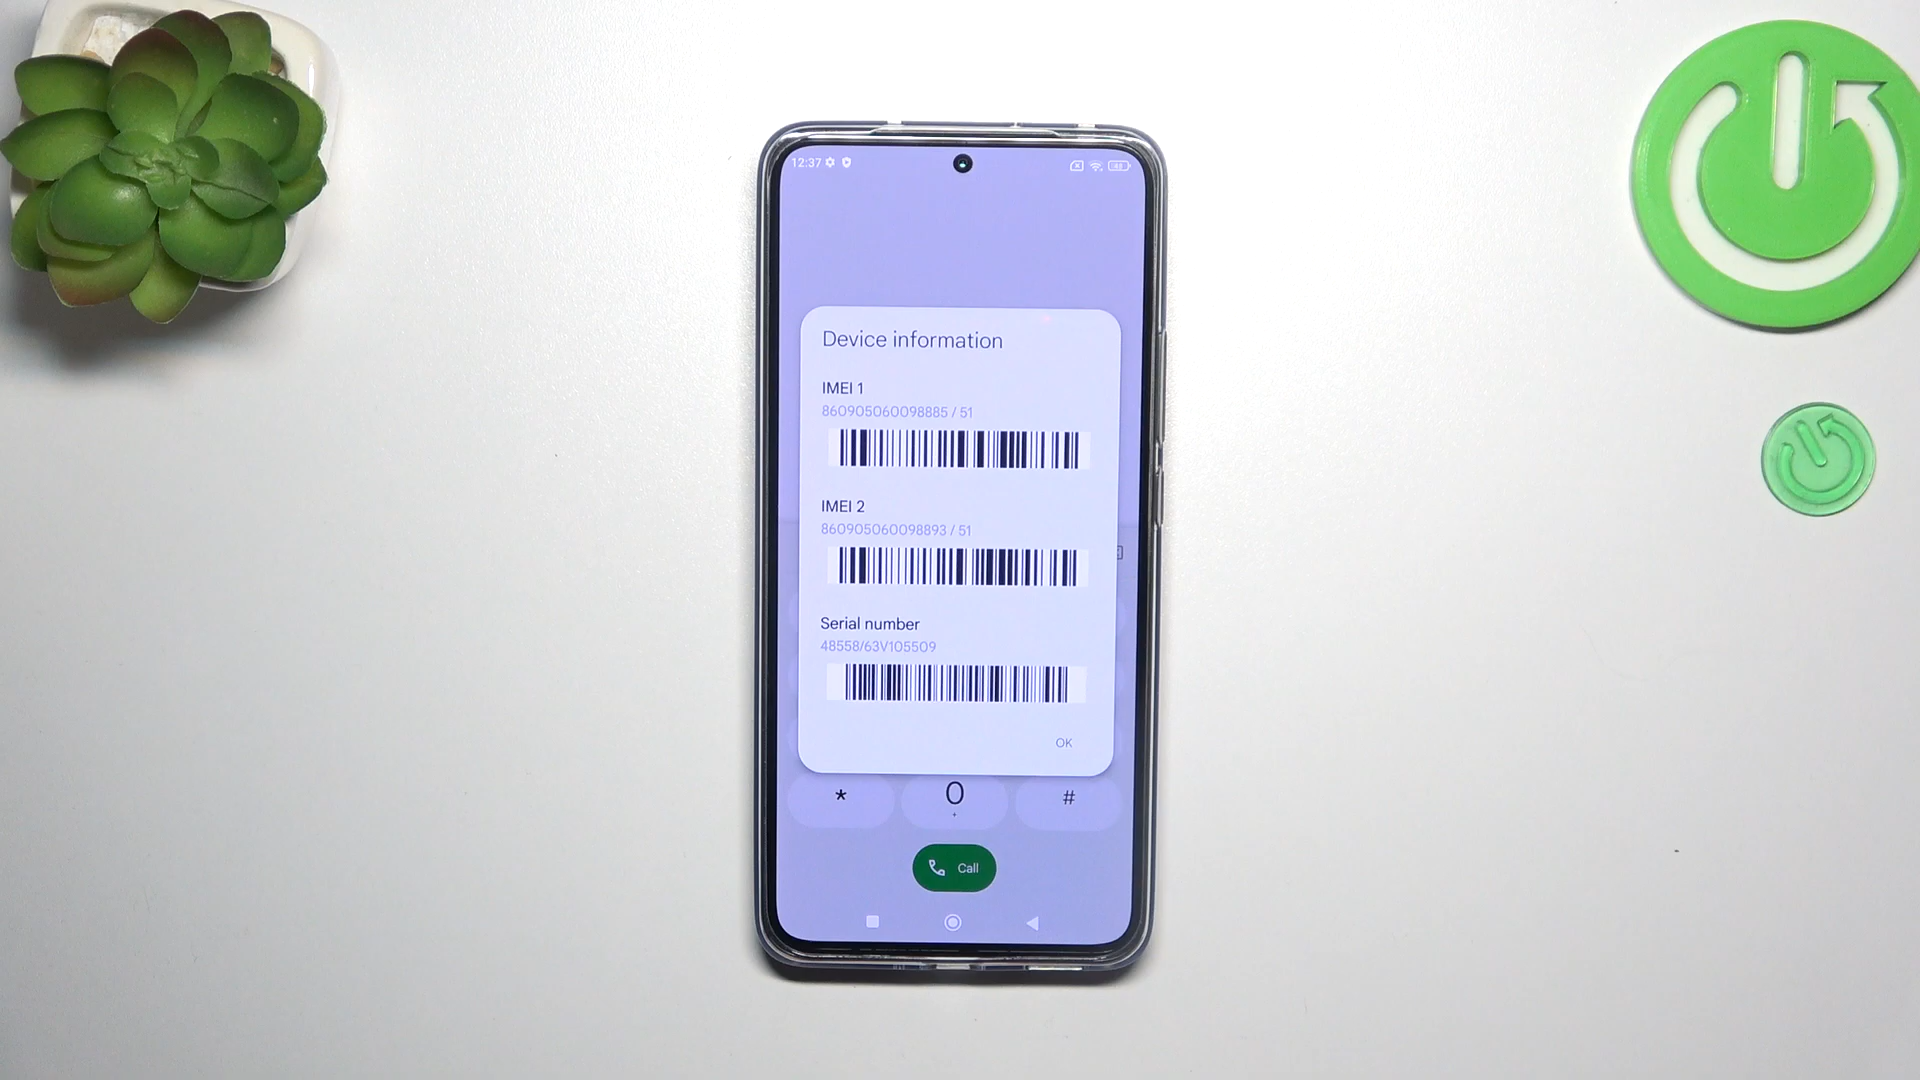 12:37
Device information
IMEI 1
860905060098885 / 51
IMEI 2
860905060098893 / 51
Serial number
48558/63V105509
OK
* 0 #
+
Call